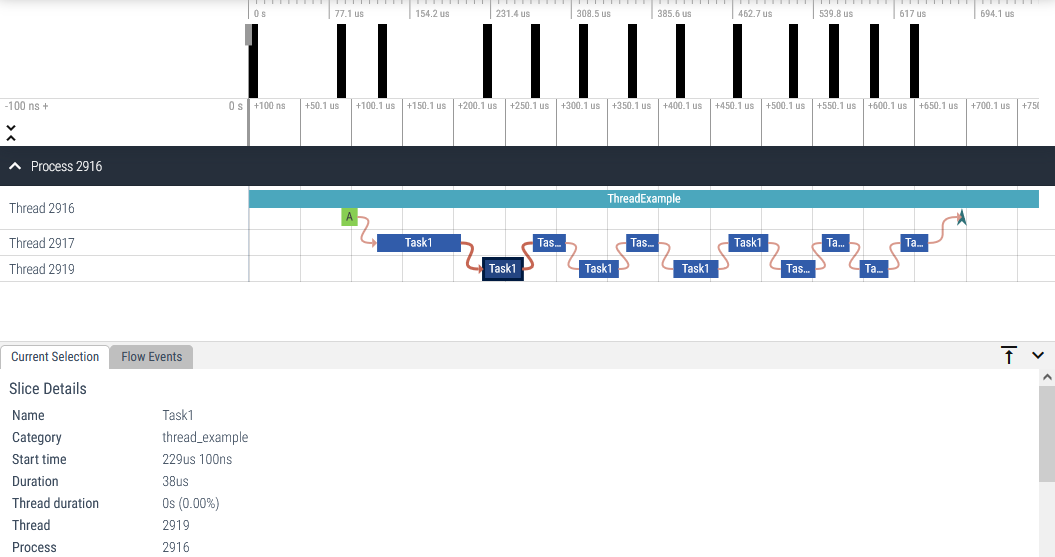 0 s 77.1 us 154.2 us 231.4 us 308.5 us 385.6 us 462.7 us 539.8 us 617 us 694.1 us
-100 ns + 0 s +100 ns +50.1 us +100.1 us +150.1 us +200.1 us +250.1 us +300.1 us +350.1 us +400.1 us +450.1 us +500.1 us +550.1 us +600.1 us +650.1 us +700.1 us
Process 2916
Thread 2916 ThreadExample
A
Thread 2917 Task1 Tas... Tas... Task1 Ta... Ta...
Thread 2919 Task1 Task1 Task1 Tas... Ta...
Current Selection Flow Events
Slice Details
Name Task1
Category thread_example
Start time 229us 100ns
Duration 38us
Thread duration 0s (0.00%)
Thread 2919
Process 2916